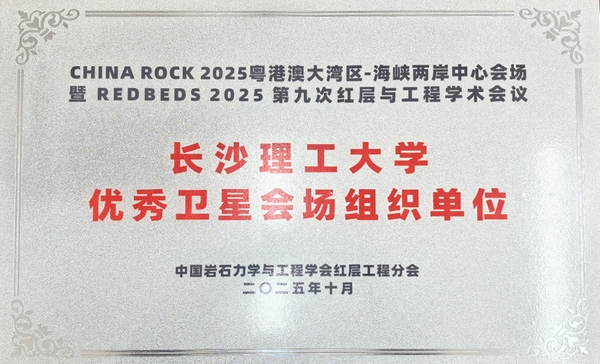 CHINA ROCK 2025粤港澳大湾区-海峡两岸中心会场
暨 REDBEDS 2025 第九次红层与工程学术会议
长沙理工大学
优秀卫星会场组织单位
中国岩石力学与工程学会红层工程分会
二〇二五年十月